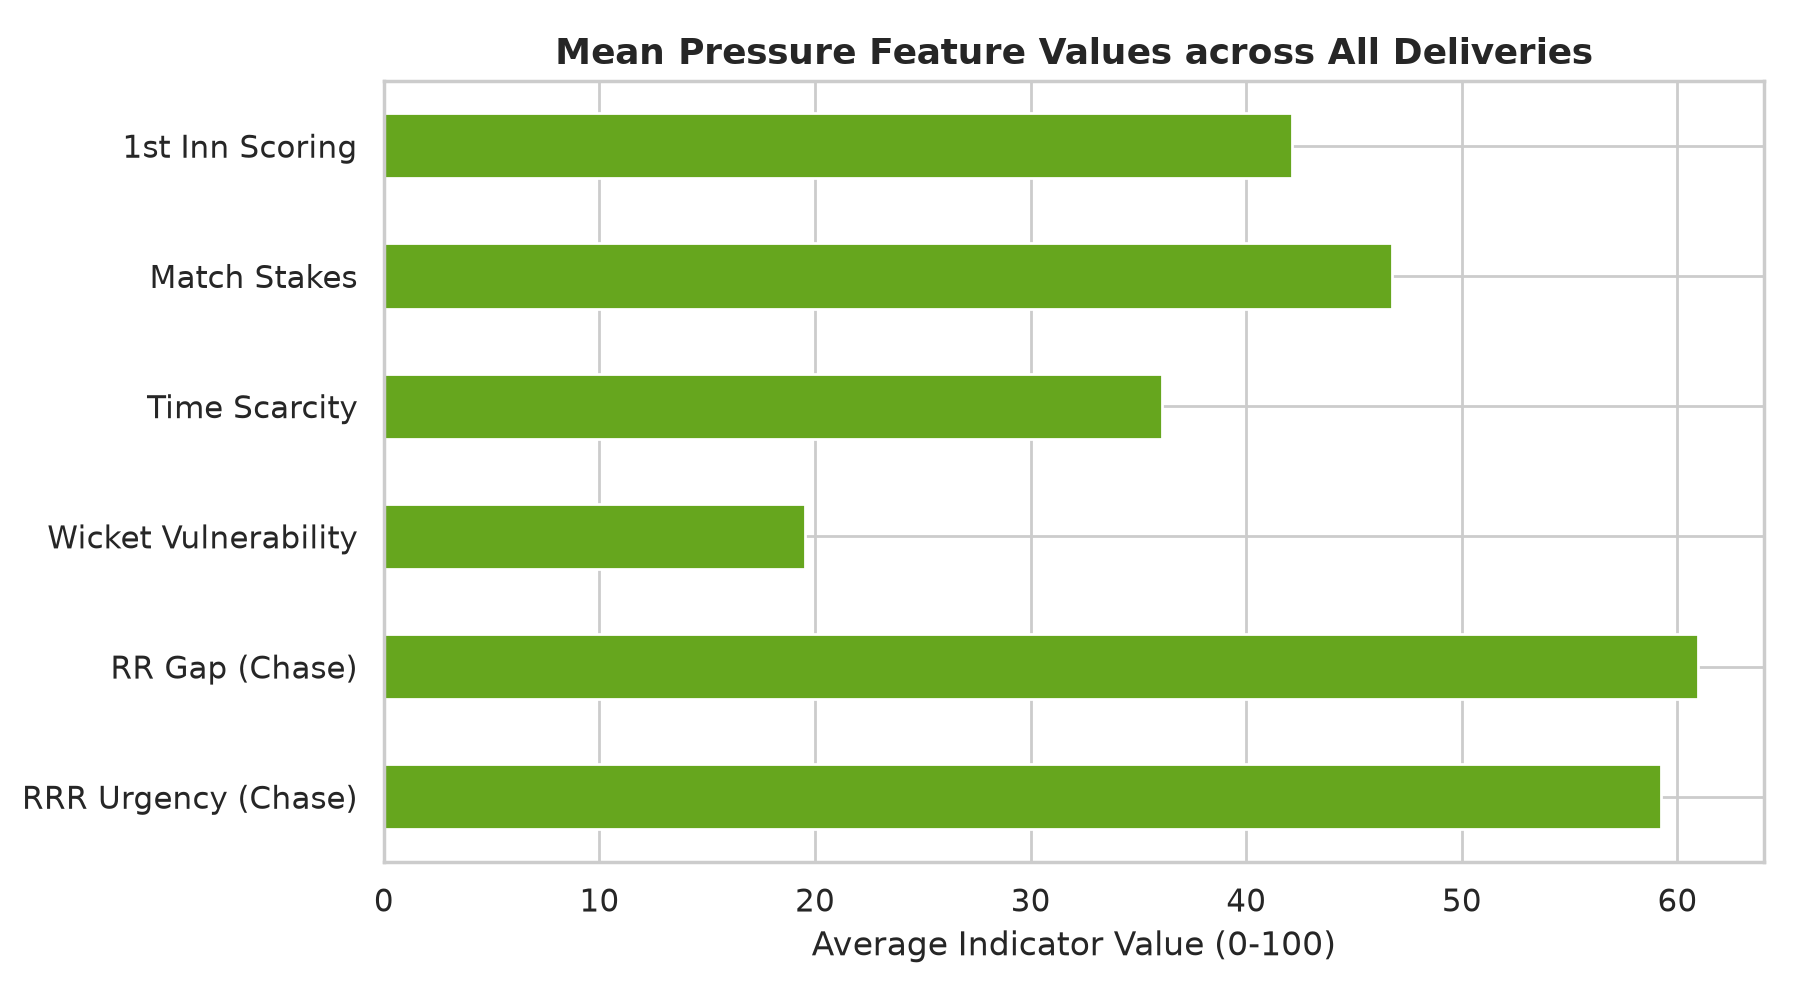 Mean Pressure Feature Values across All Deliveries
1st Inn Scoring
Match Stakes
Time Scarcity
Wicket Vulnerability
RR Gap (Chase)
RRR Urgency (Chase)
0 10 20 30 40 50 60
Average Indicator Value (0-100)